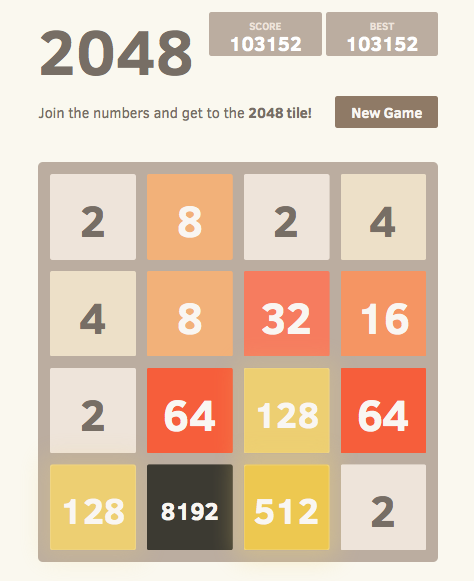 2048
SCORE BEST
103152 103152
Join the numbers and get to the 2048 tile!
New Game
2 8 2 4
4 8 32 16
2 64 128 64
128 8192 512 2